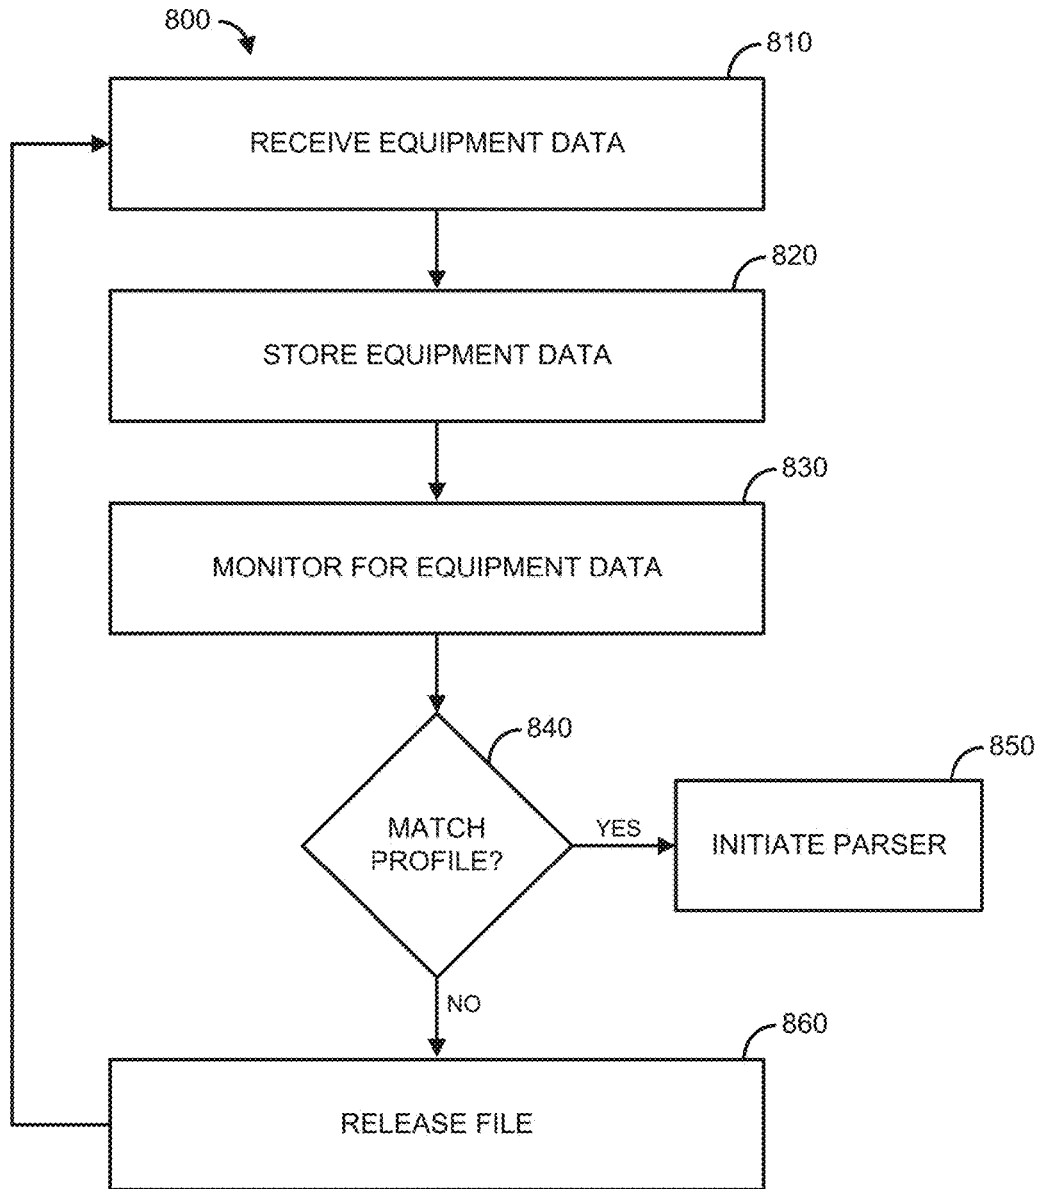 800
810
RECEIVE EQUIPMENT DATA
820
STORE EQUIPMENT DATA
830
MONITOR FOR EQUIPMENT DATA
840
MATCH
PROFILE?
YES
850
INITIATE PARSER
NO
860
RELEASE FILE